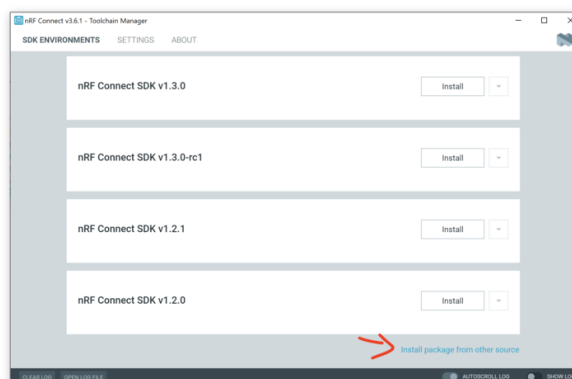 nRF Connect v3.6.1 - Toolchain Manager
SDK ENVIRONMENTS SETTINGS ABOUT
nRF Connect SDK v1.3.0 Install
nRF Connect SDK v1.3.0-rc1 Install
nRF Connect SDK v1.2.1 Install
nRF Connect SDK v1.2.0 Install
Install package from other source
CLEAR LOG OPEN LOG FILE AUTOSCROLL LOG SHOW LOG